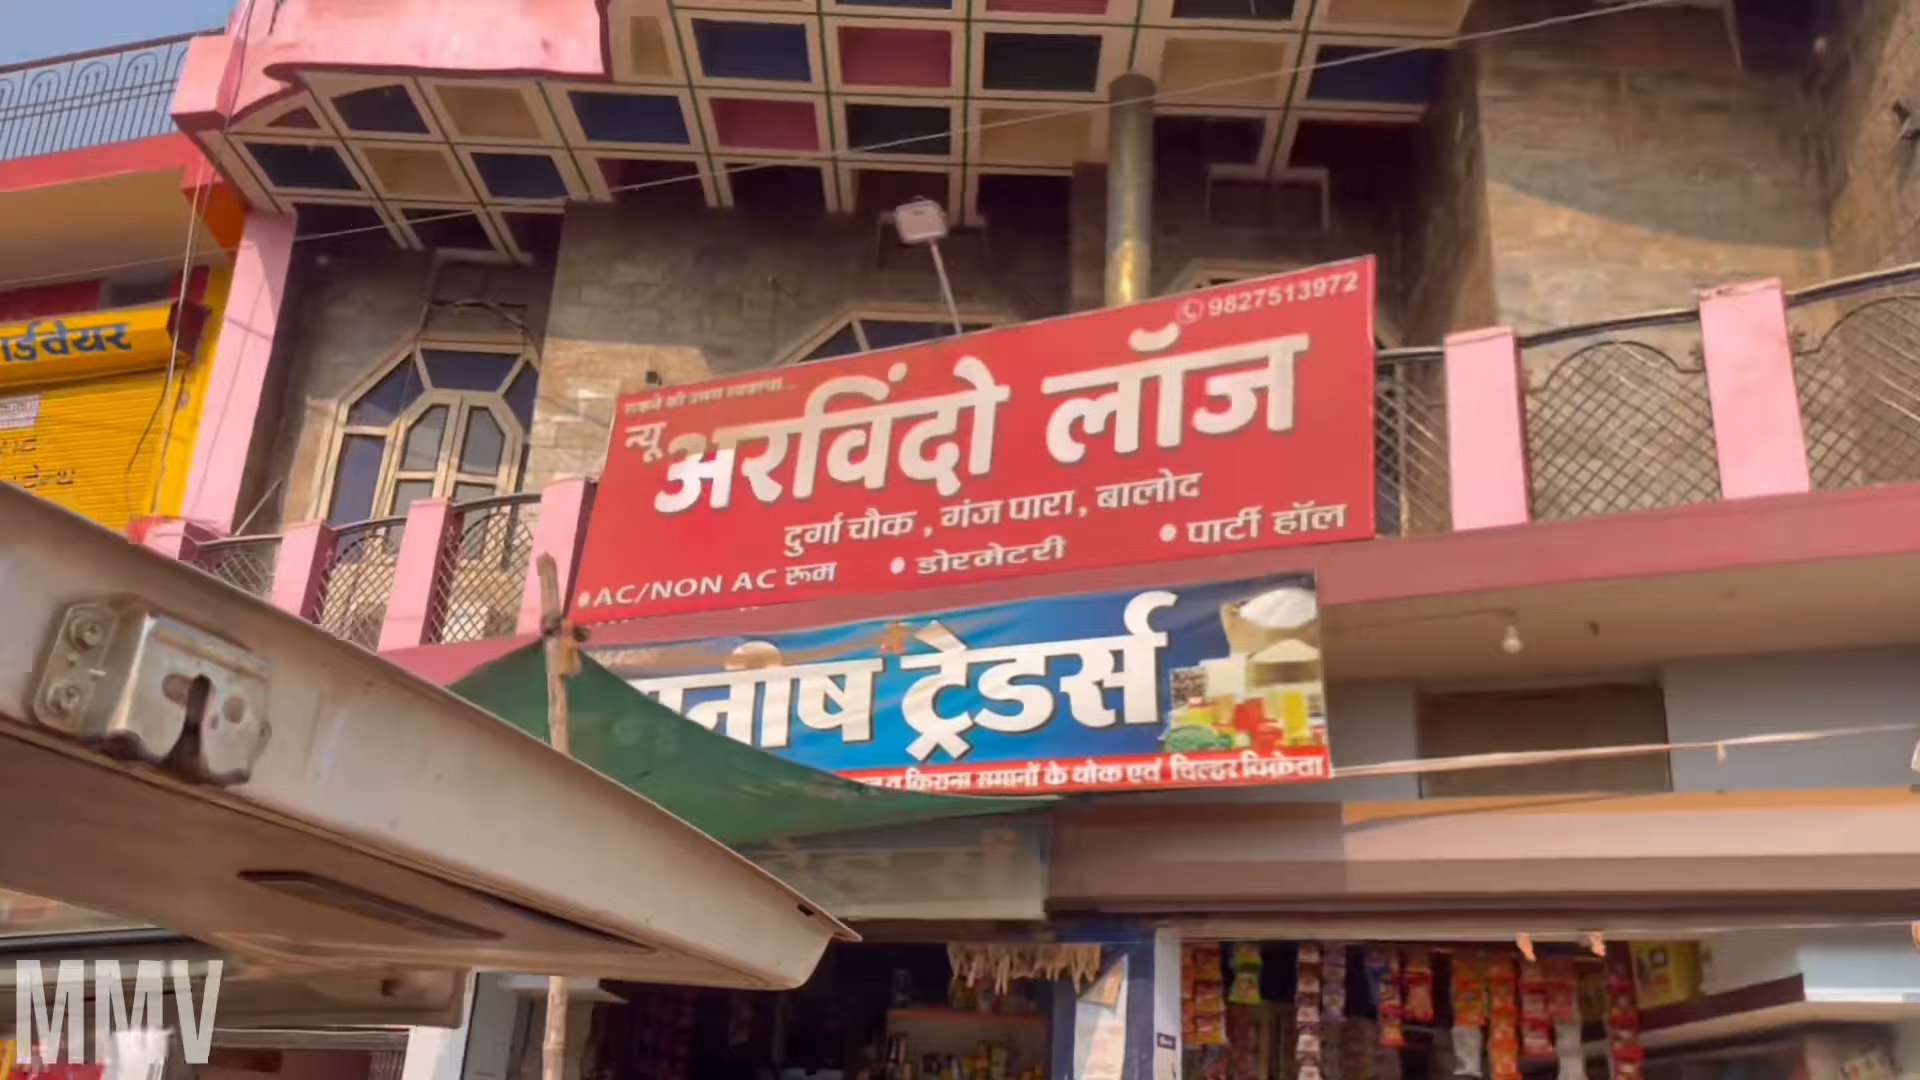 र्डवेयर
9827513972
न्यू अरविंदो लॉज
दुर्गा चौक, गंज पारा, बालोद
• AC/NON AC रूम • डोरमेटरी • पार्टी हॉल
ट्रेडर्स
व किराना समानों के थोक एवं चिल्हर विक्रेता
MMV